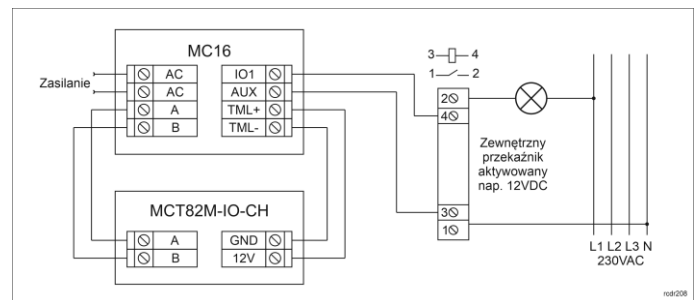 MC16
3 4
1 2
Zasilanie
AC IO1
AC AUX
A TML+
B TML-
2
4
Zewnętrzny
przekaźnik
aktywowany
nap. 12VDC
MCT82M-IO-CH
A GND
B 12V
3
1
L1 L2 L3 N
230VAC
rodr208